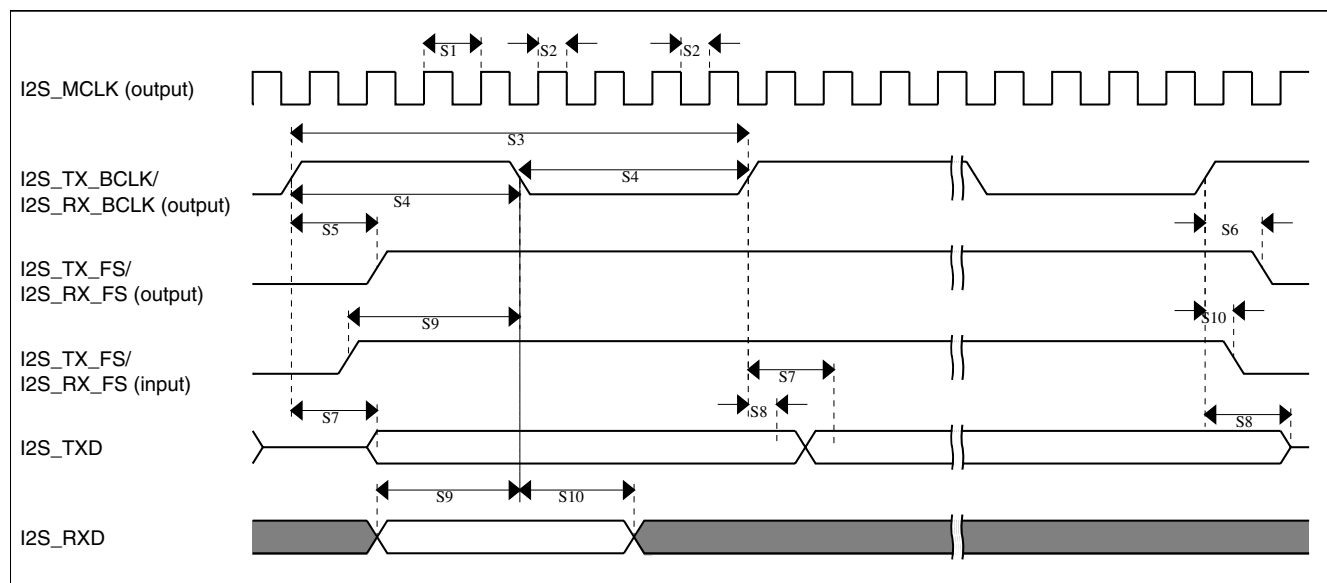 S1 S2 S2
I2S_MCLK (output)
S3
I2S_TX_BCLK/
I2S_RX_BCLK (output)
S4
S4
S5
S6
I2S_TX_FS/
I2S_RX_FS (output)
S9
S10
I2S_TX_FS/
I2S_RX_FS (input)
S7
S7
S8
S8
I2S_TXD
S9
S10
I2S_RXD